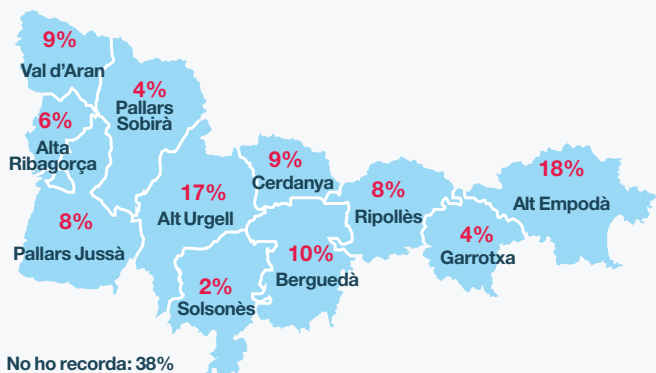 9%
Val d'Aran
4%
Pallars
Sobirà
6%
Alta
Ribagorça
8%
Pallars Jussà
17%
Alt Urgell
9%
Cerdanya
2%
Solsonès
10%
Berguedà
8%
Ripollès
4%
Garrotxa
18%
Alt Empodà
No ho recorda: 38%